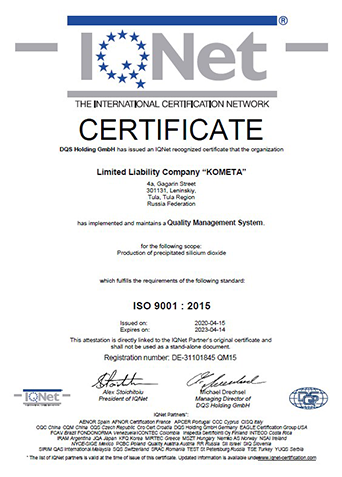 IQNet ®
THE INTERNATIONAL CERTIFICATION NETWORK
CERTIFICATE
DQS Holding GmbH has issued an IQNet recognized certificate that the organization
Limited Liability Company "KOMETA"
4a, Gagarin Street
301131, Leninskiy,
Tula, Tula Region
Russia Federation
has implemented and maintains a Quality Management System.
for the following scope:
Production of precipitated silicium dioxide
which fulfills the requirements of the following standard:
ISO 9001 : 2015
Issued on: 2020-04-15
Expires on: 2023-04-14
This attestation is directly linked to the IQNet Partner's original certificate and
shall not be used as a stand-alone document.
Registration number: DE-31101845 QM15
Alex Stoichitoiu
President of IQNet
Michael Drechsel
Managing Director of
DQS Holding GmbH
IQNet
DQS
IQNet Partners*:
AENOR Spain AFNOR Certification France APCER Portugal CCC Cyprus CISQ Italy
CQC China CQM China CQS Czech Republic Cro Cert Croatia DQS Holding GmbH Germany EAGLE Certification Group USA
FCAV Brazil FONDONORMA Venezuela ICONTEC Colombia Inspecta Sertifiointi Oy Finland INTECO Costa Rica
IRAM Argentina JQA Japan KFQ Korea MIRTEC Greece MSZT Hungary Nemko AS Norway NSAI Ireland
NYCE-SIGE Mexico PCBC Poland Quality Austria Austria RR Russia SII Israel SIQ Slovenia
SIRIM QAS International Malaysia SQS Switzerland SRAC Romania TEST St Petersburg Russia TSE Turkey YUQS Serbia
* The list of IQNet partners is valid at the time of issue of this certificate. Updated information is available under www.iqnet-certification.com